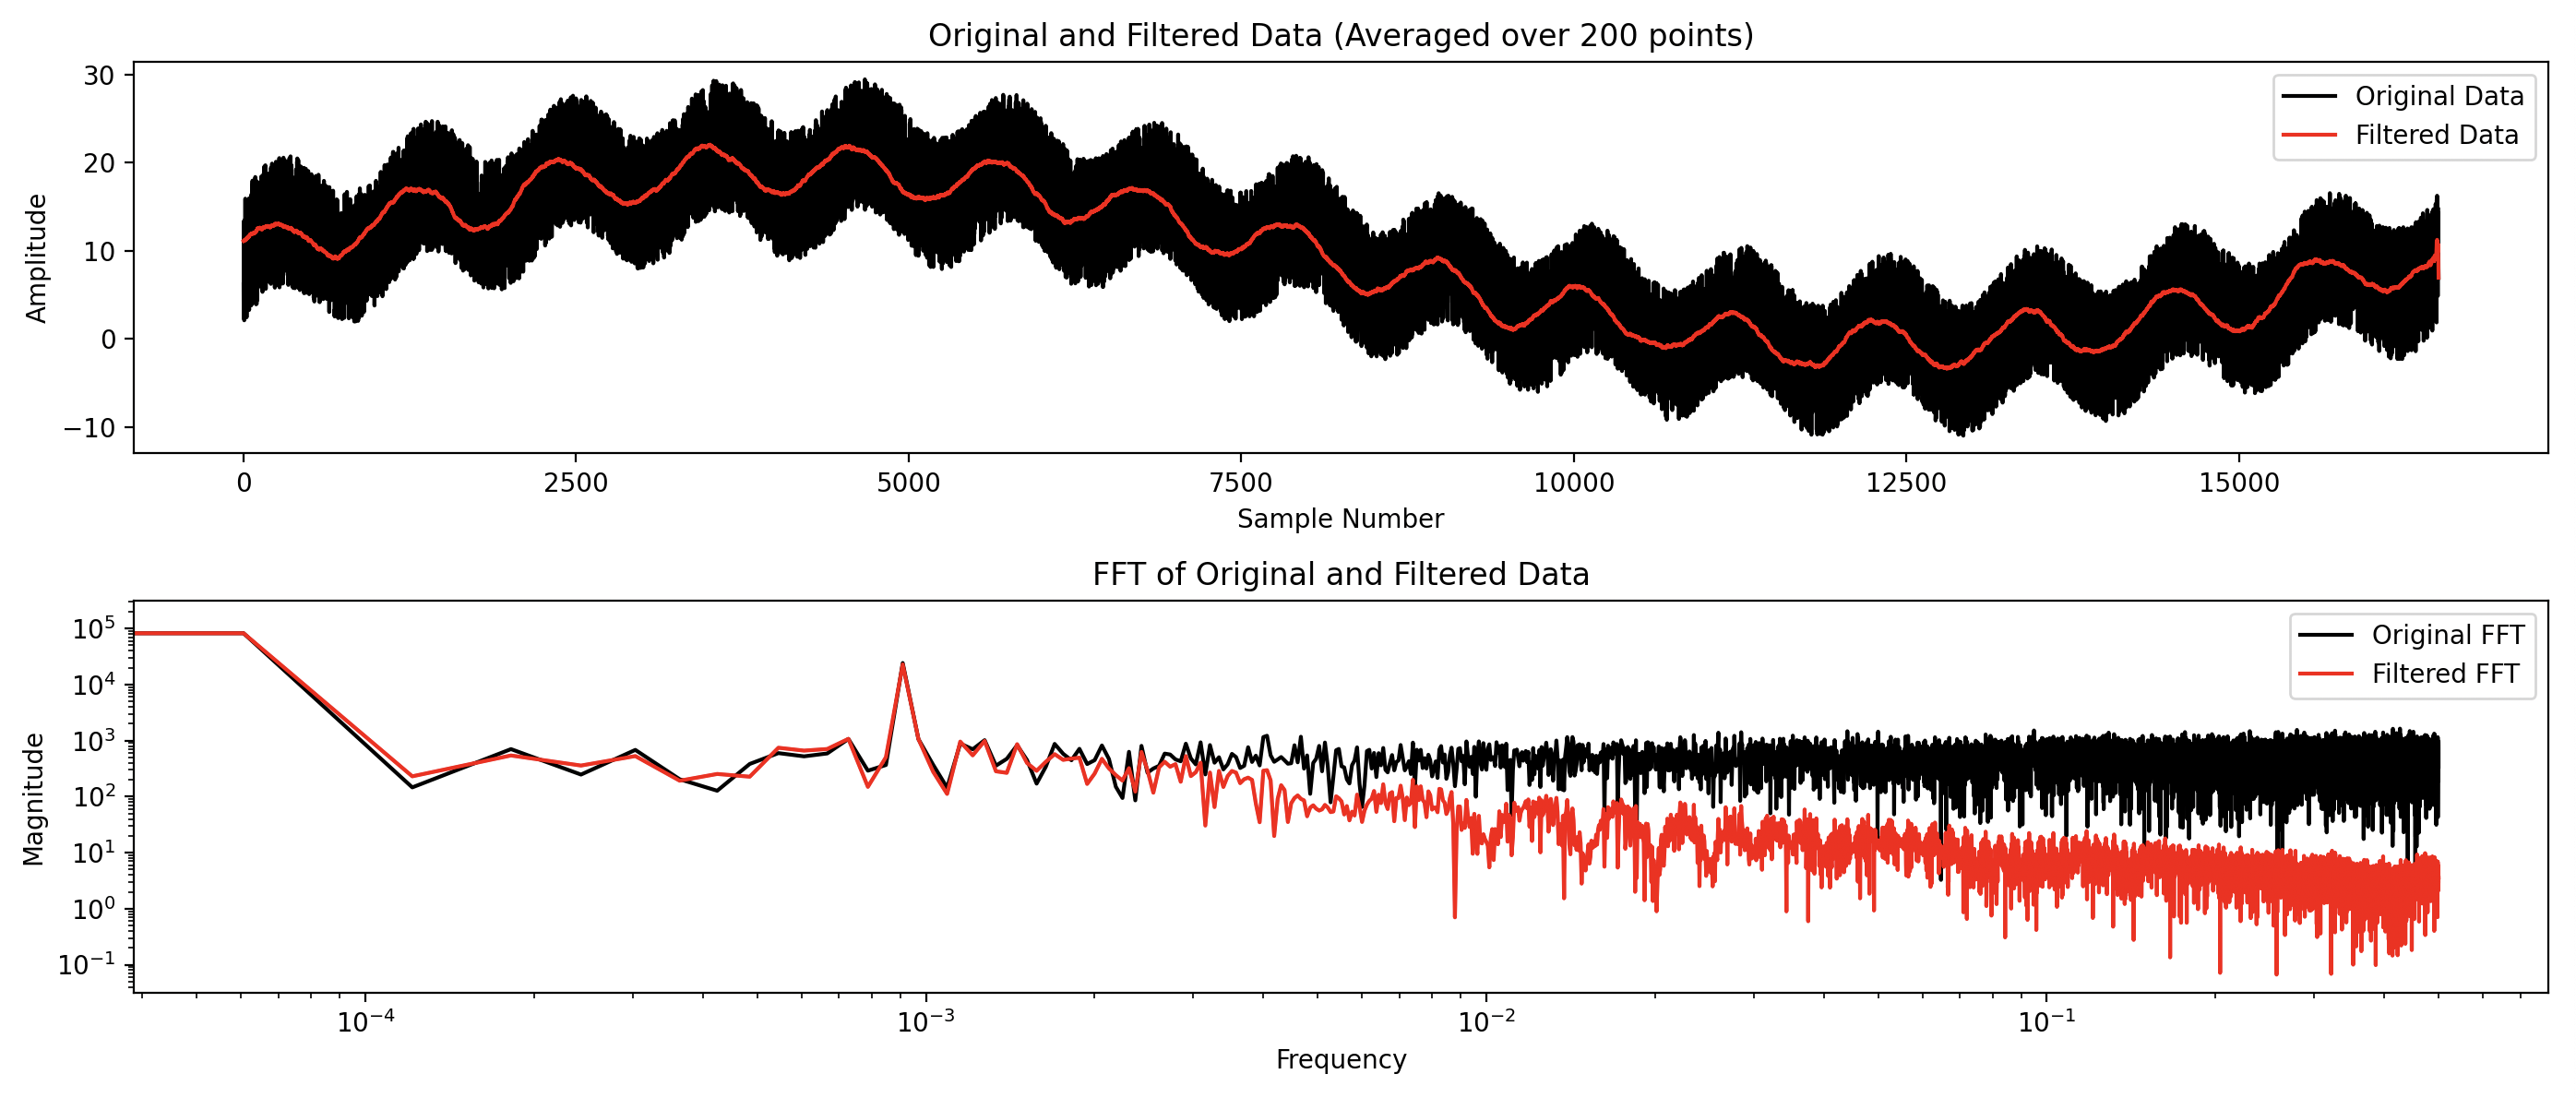 Original and Filtered Data (Averaged over 200 points)
30
20
10
0
−10
Amplitude
Original Data
Filtered Data
0 2500 5000 7500 10000 12500 15000
Sample Number
FFT of Original and Filtered Data
10⁵
10⁴
10³
10²
10¹
10⁰
10⁻¹
Magnitude
Original FFT
Filtered FFT
10⁻⁴ 10⁻³ 10⁻² 10⁻¹
Frequency